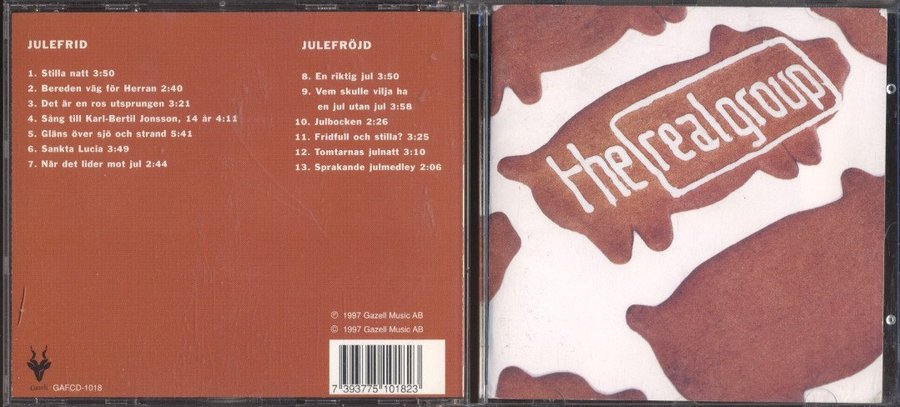 JULEFRID
1. Stilla natt 3:50
2. Bereden väg för Herran 2:40
3. Det är en ros utsprungen 3:21
4. Sång till Karl-Bertil Jonsson, 14 år 4:11
5. Gläns över sjö och strand 5:41
6. Sankta Lucia 3:49
7. När det lider mot jul 2:44
JULEFRÖJD
8. En riktig jul 3:50
9. Vem skulle vilja ha
en jul utan jul 3:58
10. Julbocken 2:26
11. Fridfull och stilla? 3:25
12. Tomtarnas julnatt 3:10
13. Sprakande julmedley 2:06
℗ 1997 Gazell Music AB
© 1997 Gazell Music AB
Gazell
GAFCD-1018
7 393775 101823
the realgroup